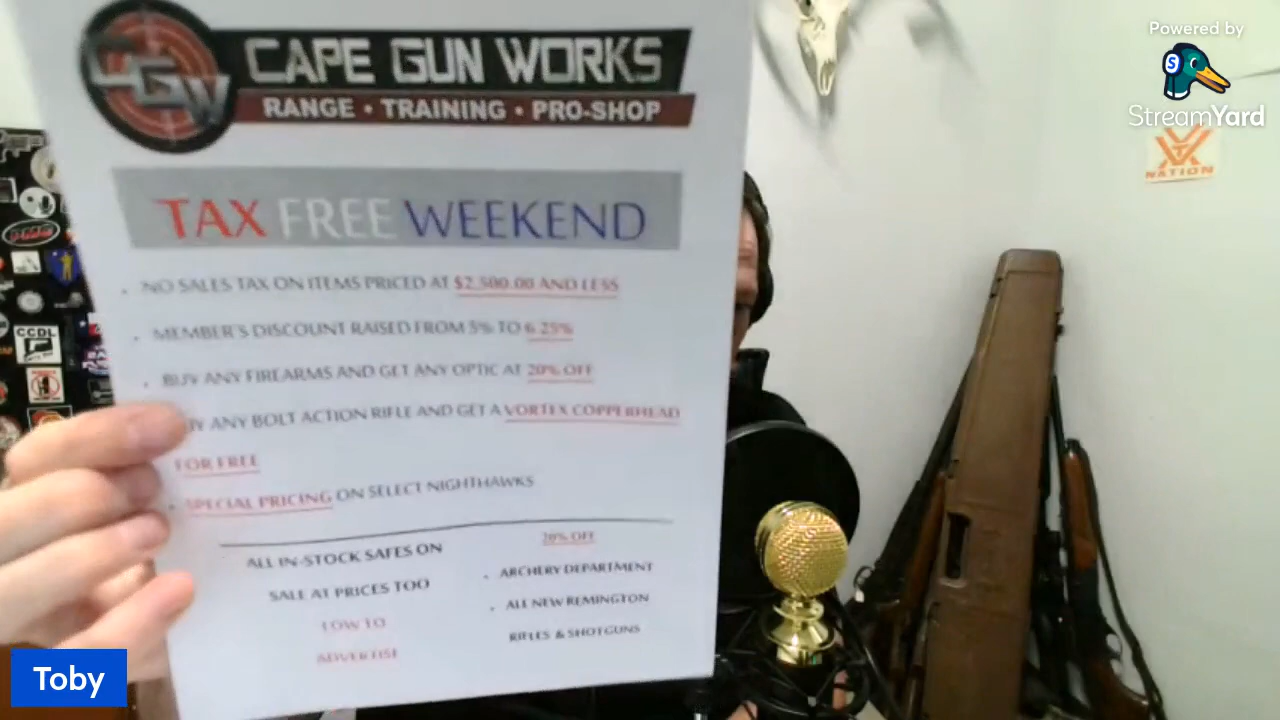 CGW
CAPE GUN WORKS
RANGE • TRAINING • PRO-SHOP
TAX FREE WEEKEND
• NO SALES TAX ON ITEMS PRICED AT $2,500.00 AND LESS
• MEMBER'S DISCOUNT RAISED FROM 5% TO 6.25%
• BUY ANY FIREARMS AND GET ANY OPTIC AT 20% OFF
ANY BOLT ACTION RIFLE AND GET A VORTEX COPPERHEAD
FOR FREE
• SPECIAL PRICING ON SELECT NIGHTHAWKS
ALL IN-STOCK SAFES ON
SALE AT PRICES TOO
LOW TO
ADVERTISE
20% OFF
• ARCHERY DEPARTMENT
• ALL NEW REMINGTON
RIFLES & SHOTGUNS
Powered by
S
StreamYard
NATION
CCDL
Toby